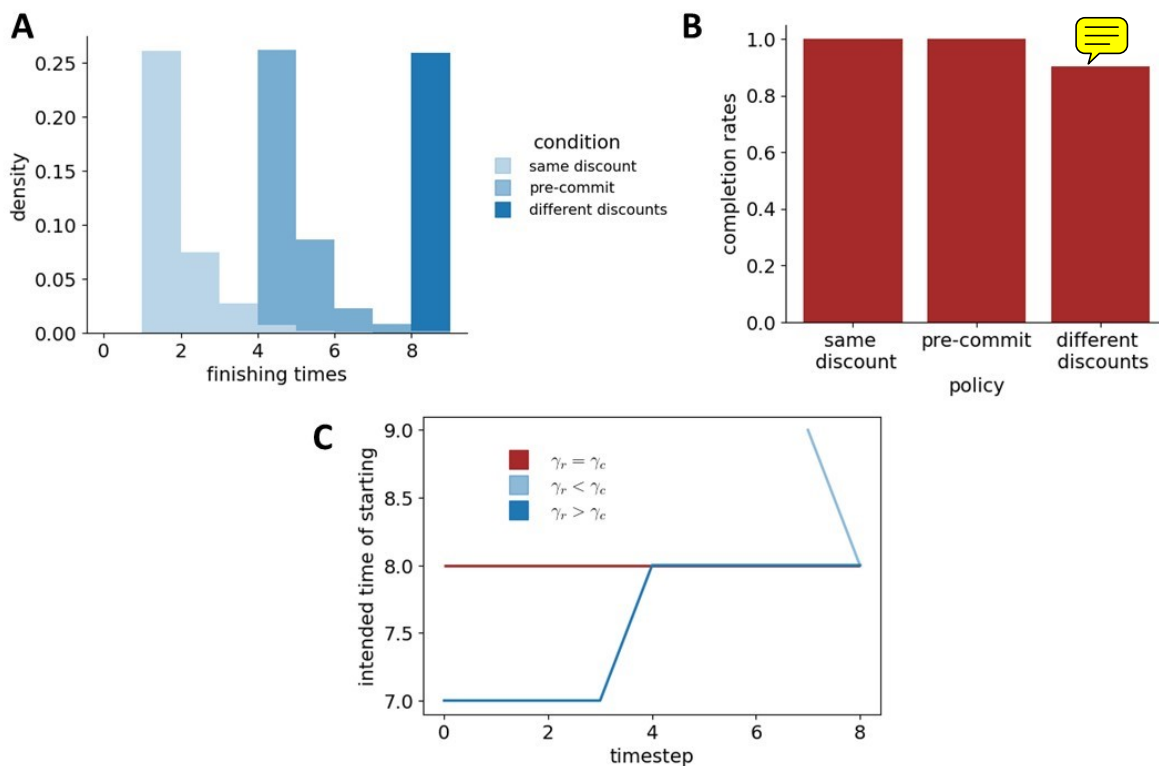 A
density
0.25
0.20
0.15
0.10
0.05
0.00
0 2 4 6 8
finishing times
condition
same discount
pre-commit
different discounts
B
completion rates
1.0
0.8
0.6
0.4
0.2
0.0
same discount
pre-commit
different discounts
policy
C
intended time of starting
9.0
8.5
8.0
7.5
7.0
γr = γc
γr < γc
γr > γc
0 2 4 6 8
timestep